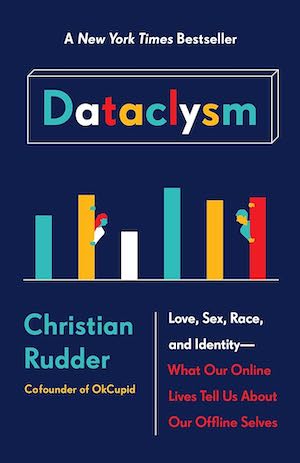 A New York Times Bestseller
Dataclysm
Christian
Rudder
Cofounder of OkCupid
Love, Sex, Race,
and Identity—
What Our Online
Lives Tell Us About
Our Offline Selves